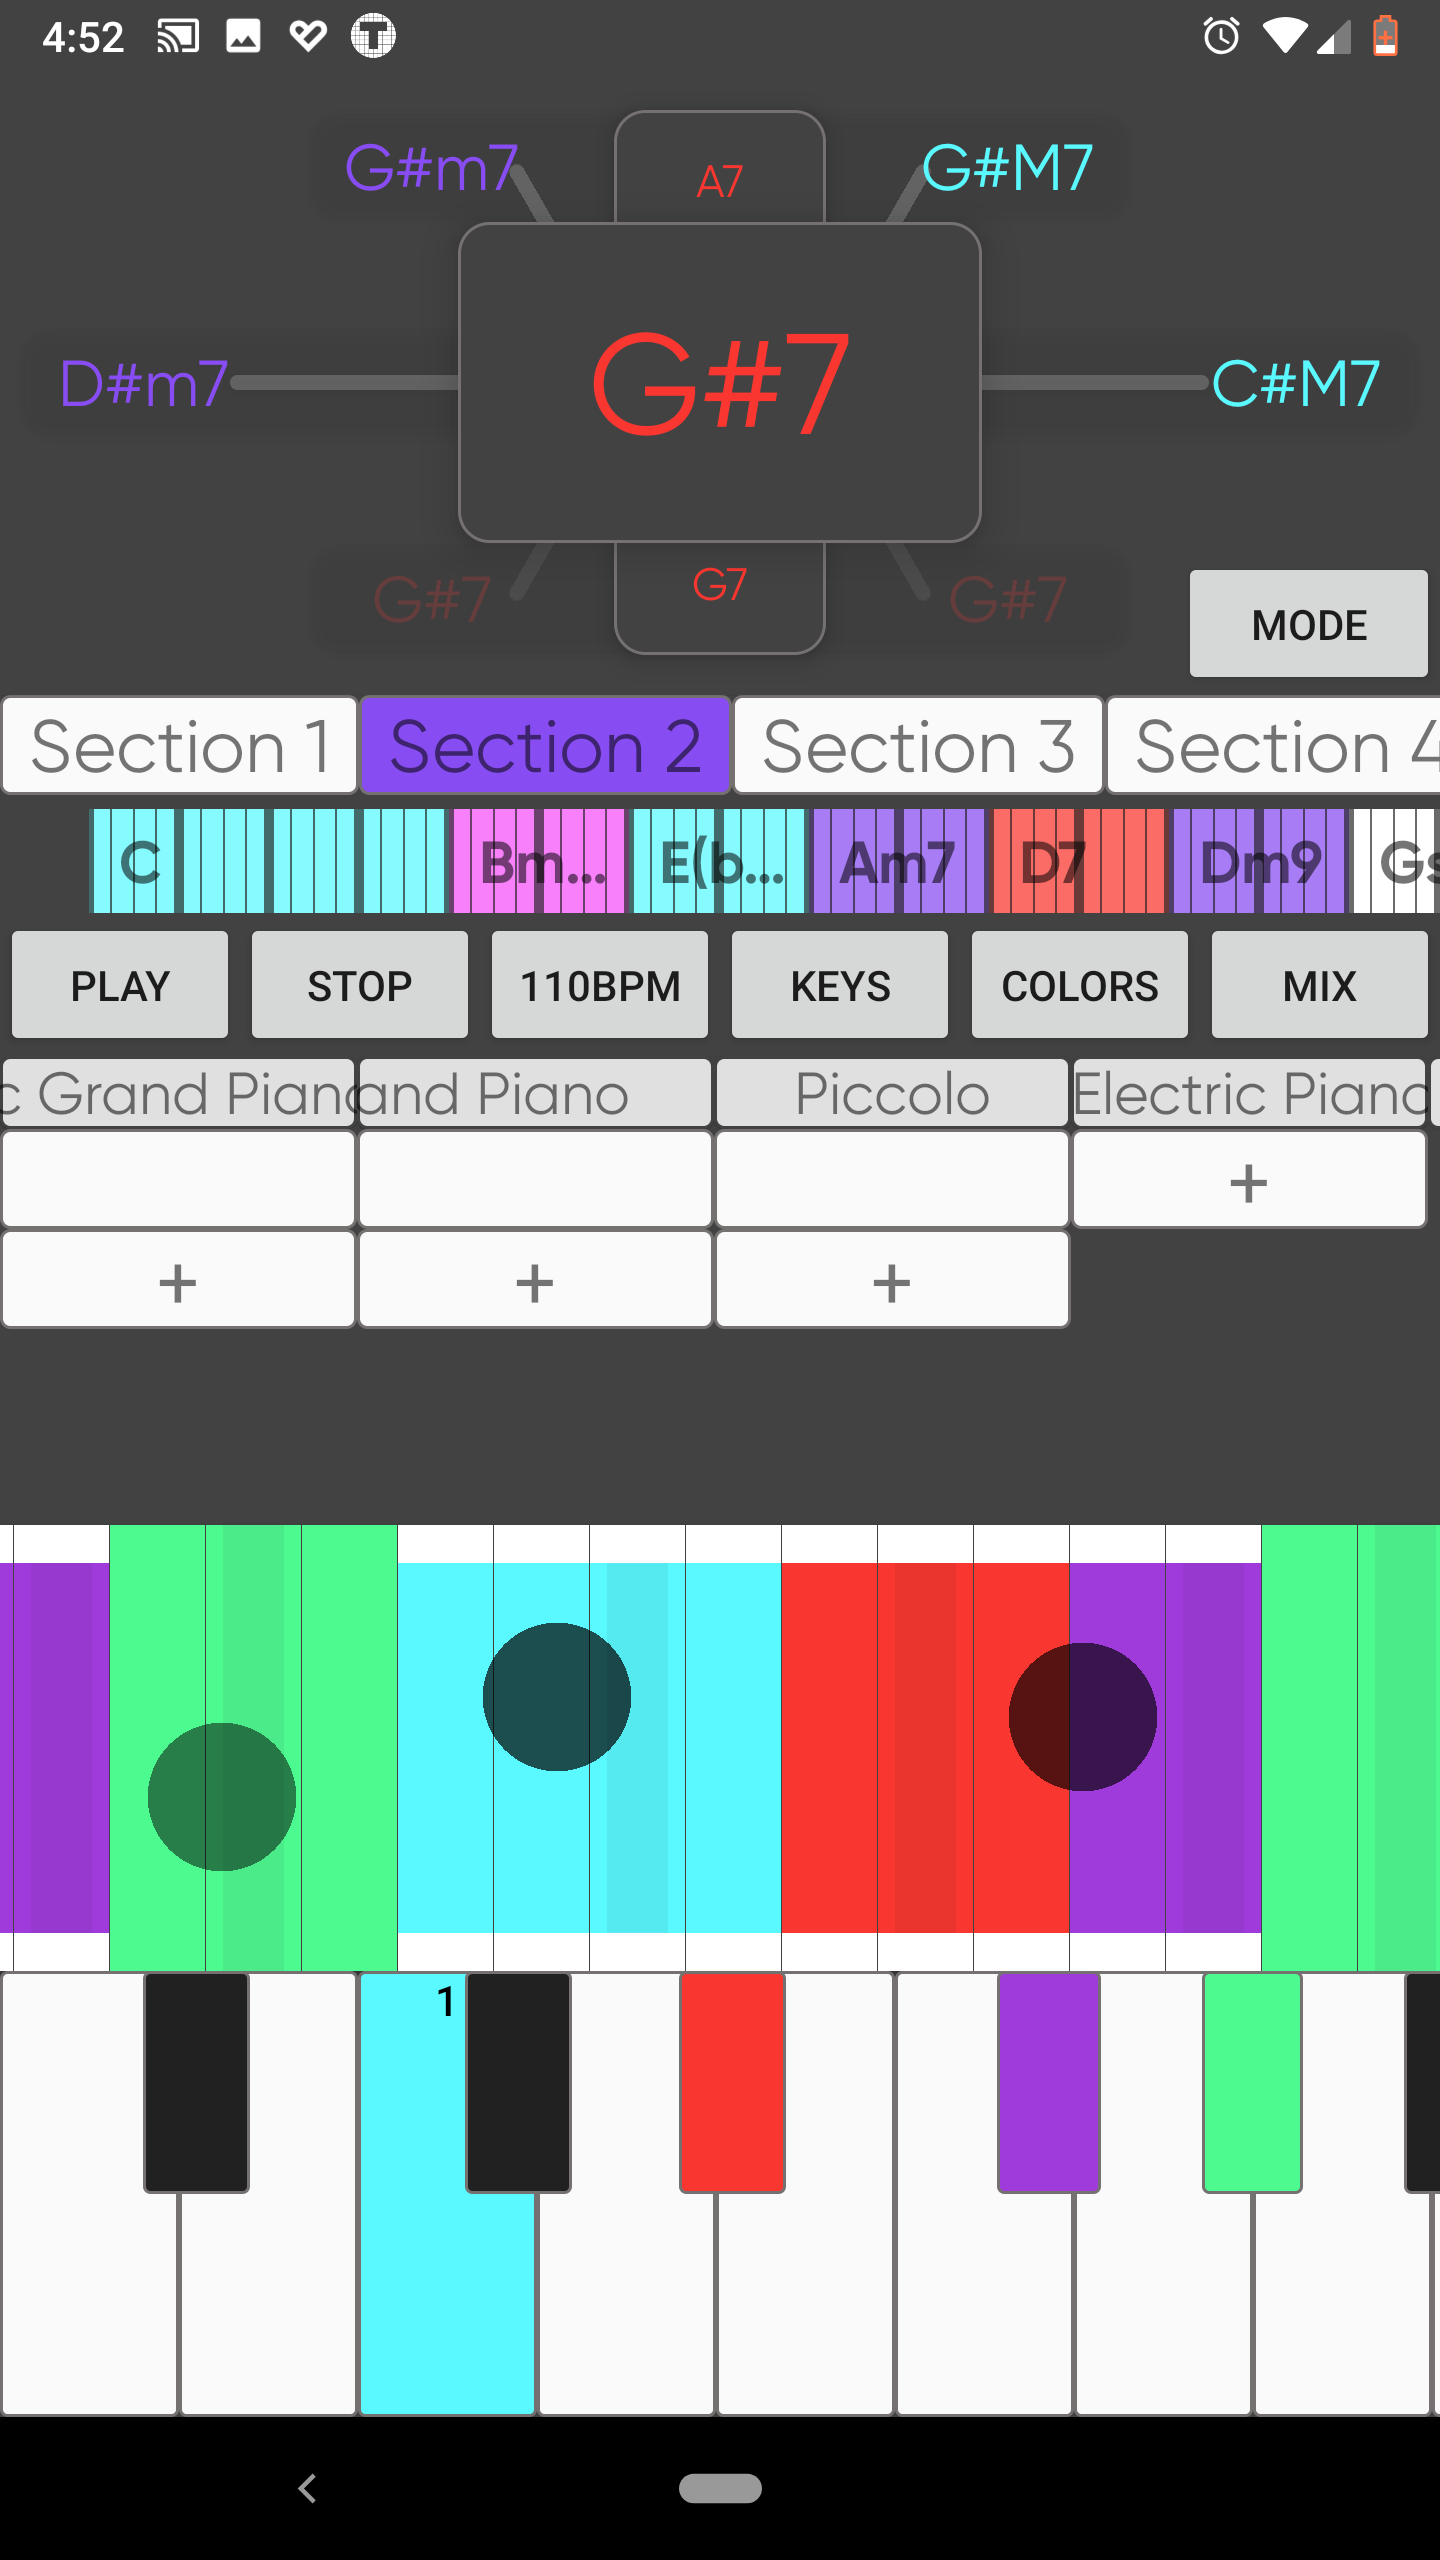 4:52
G#m7 A7 G#M7
D#m7 G#7 C#M7
G#7 G7 G#7
MODE
Section 1 Section 2 Section 3 Section 4
C Bm... E(b... Am7 D7 Dm9 Gs
PLAY STOP 110BPM KEYS COLORS MIX
c Grand Piano and Piano Piccolo Electric Piano
+
+ + +
1